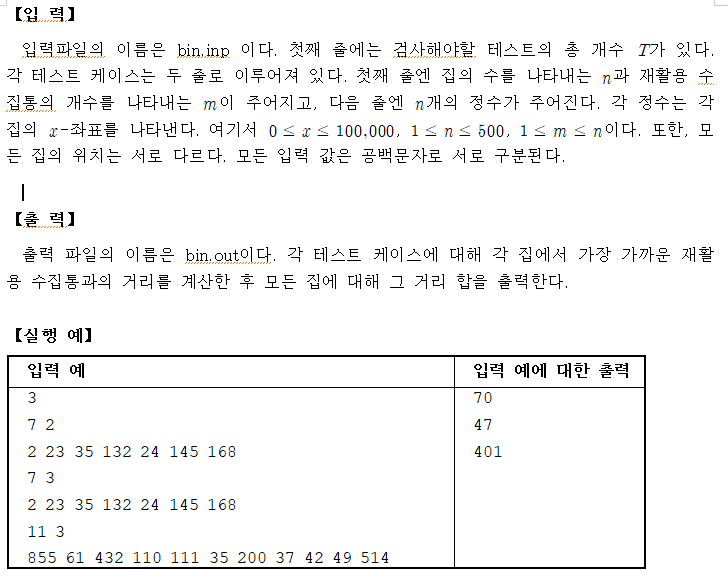 【입 력】
입력파일의 이름은 bin.inp 이다. 첫째 줄에는 검사해야할 테스트의 총 개수 T가 있다.
각 테스트 케이스는 두 줄로 이루어져 있다. 첫째 줄엔 집의 수를 나타내는 n과 재활용 수
집통의 개수를 나타내는 m이 주어지고, 다음 줄엔 n개의 정수가 주어진다. 각 정수는 각
집의 x-좌표를 나타낸다. 여기서 0 ≤ x ≤ 100,000, 1 ≤ n ≤ 500, 1 ≤ m ≤ n이다. 또한, 모
든 집의 위치는 서로 다르다. 모든 입력 값은 공백문자로 서로 구분된다.
【출 력】
출력 파일의 이름은 bin.out이다. 각 테스트 케이스에 대해 각 집에서 가장 가까운 재활
용 수집통과의 거리를 계산한 후 모든 집에 대해 그 거리 합을 출력한다.
【실행 예】
입력 예 입력 예에 대한 출력
3 70
7 2 47
2 23 35 132 24 145 168 401
7 3
2 23 35 132 24 145 168
11 3
855 61 432 110 111 35 200 37 42 49 514